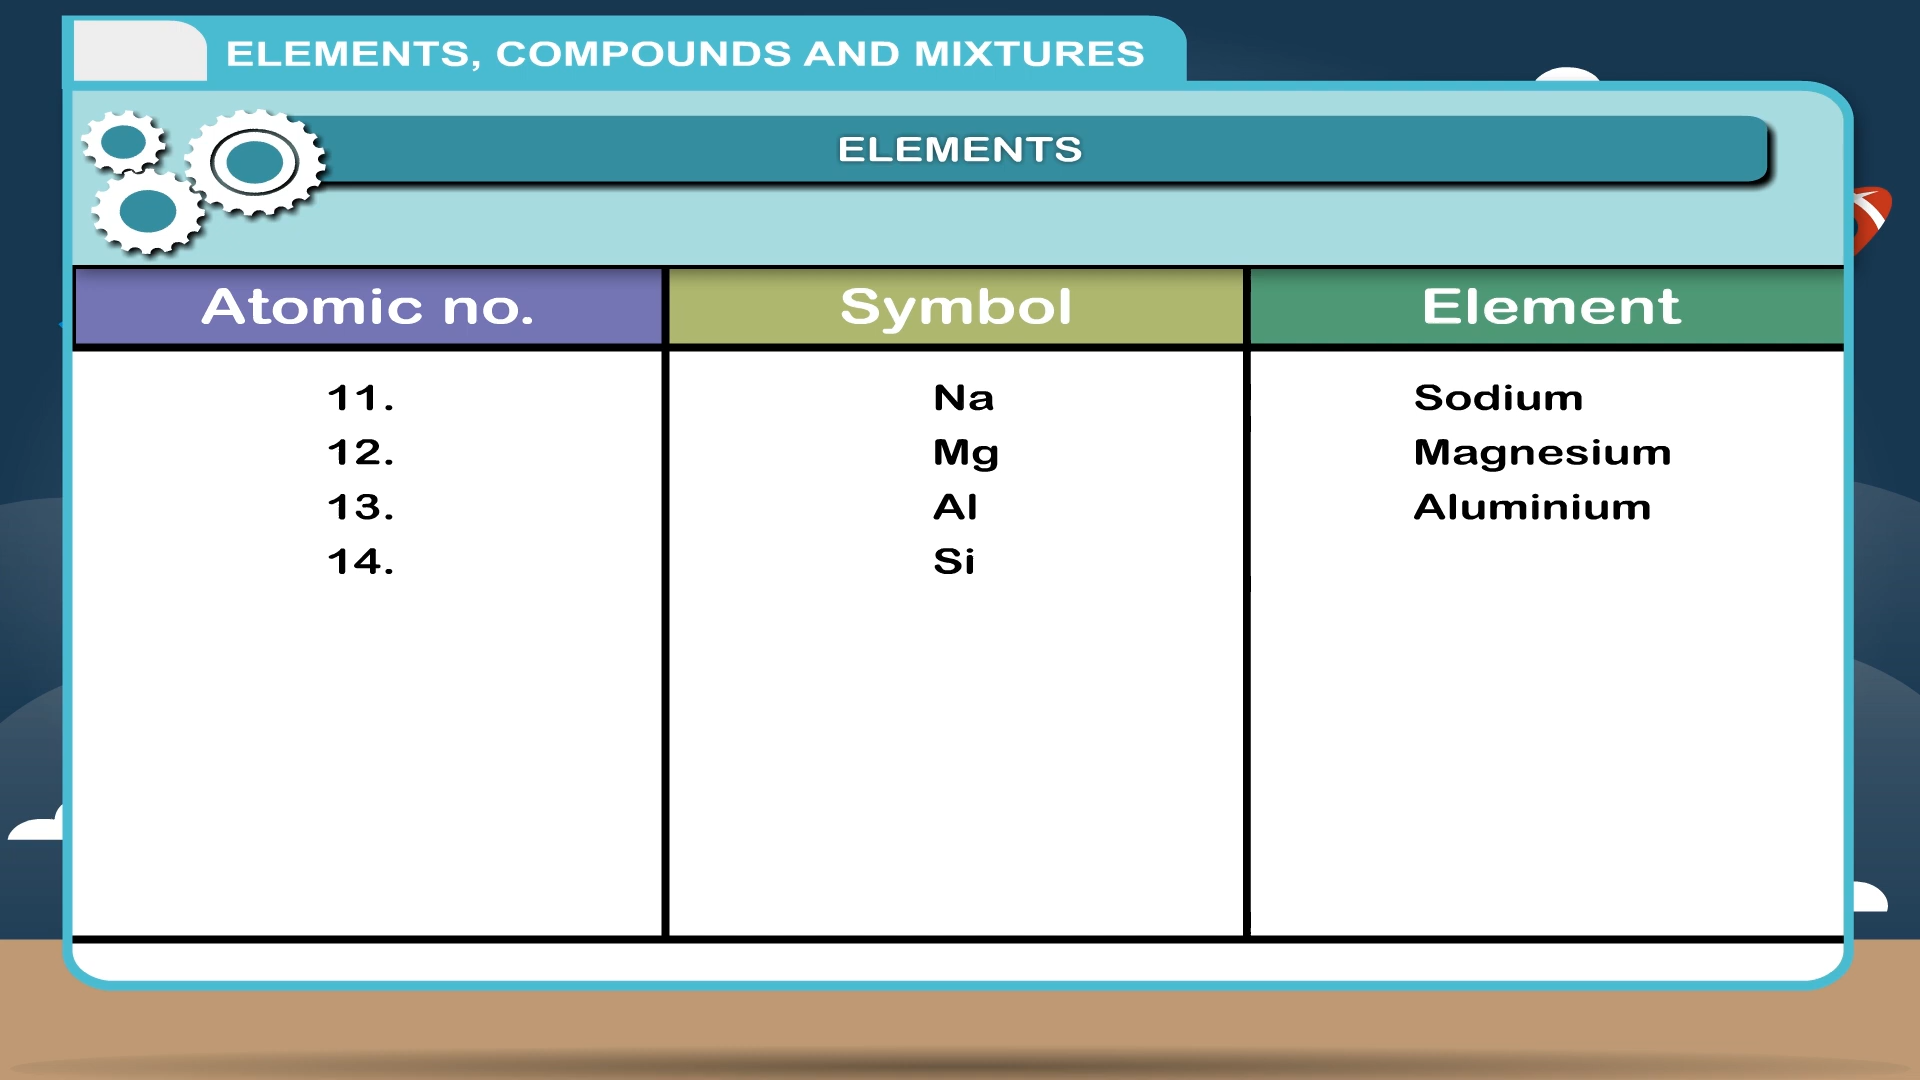 ELEMENTS, COMPOUNDS AND MIXTURES
ELEMENTS
Atomic no. Symbol Element
11. Na Sodium
12. Mg Magnesium
13. Al Aluminium
14. Si